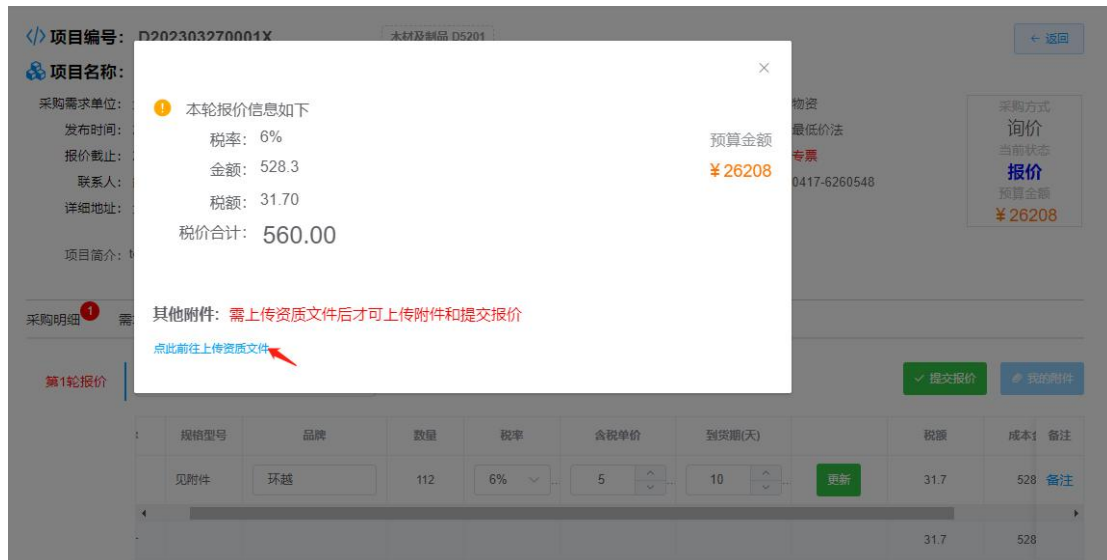 项目编号: D202303270001X 木材及制品 D5201 ← 返回
项目名称:
采购需求单位:
发布时间:
报价截止:
联系人:
详细地址:
项目简介:
×
本轮报价信息如下
税率: 6%
金额: 528.3
税额: 31.70
税价合计: 560.00
预算金额
¥26208
其他附件: 需上传资质文件后才可上传附件和提交报价
点此前往上传资质文件
物资
最低价法
专票
0417-6260548
采购方式
询价
当前状态
报价
预算金额
¥26208
采购明细 1 需
第1轮报价
✓ 提交报价 我的附件
规格型号 品牌 数量 税率 含税单价 到货期(天) 税额 成本 备注
见附件 环越 112 6% 5 10 更新 31.7 528 备注
31.7 528